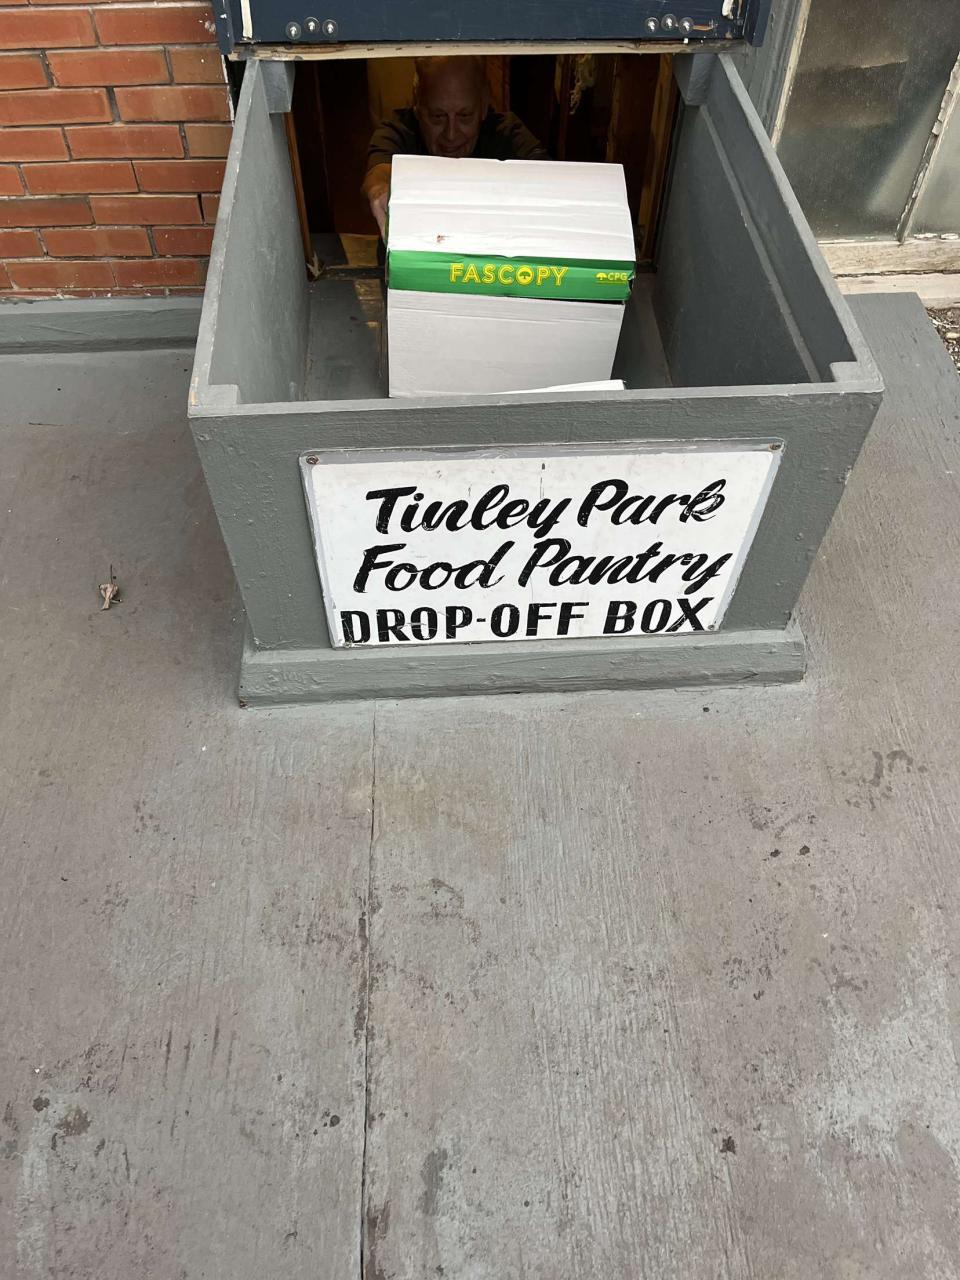 FASCOPY CPG
Tinley Park
Food Pantry
DROP-OFF BOX